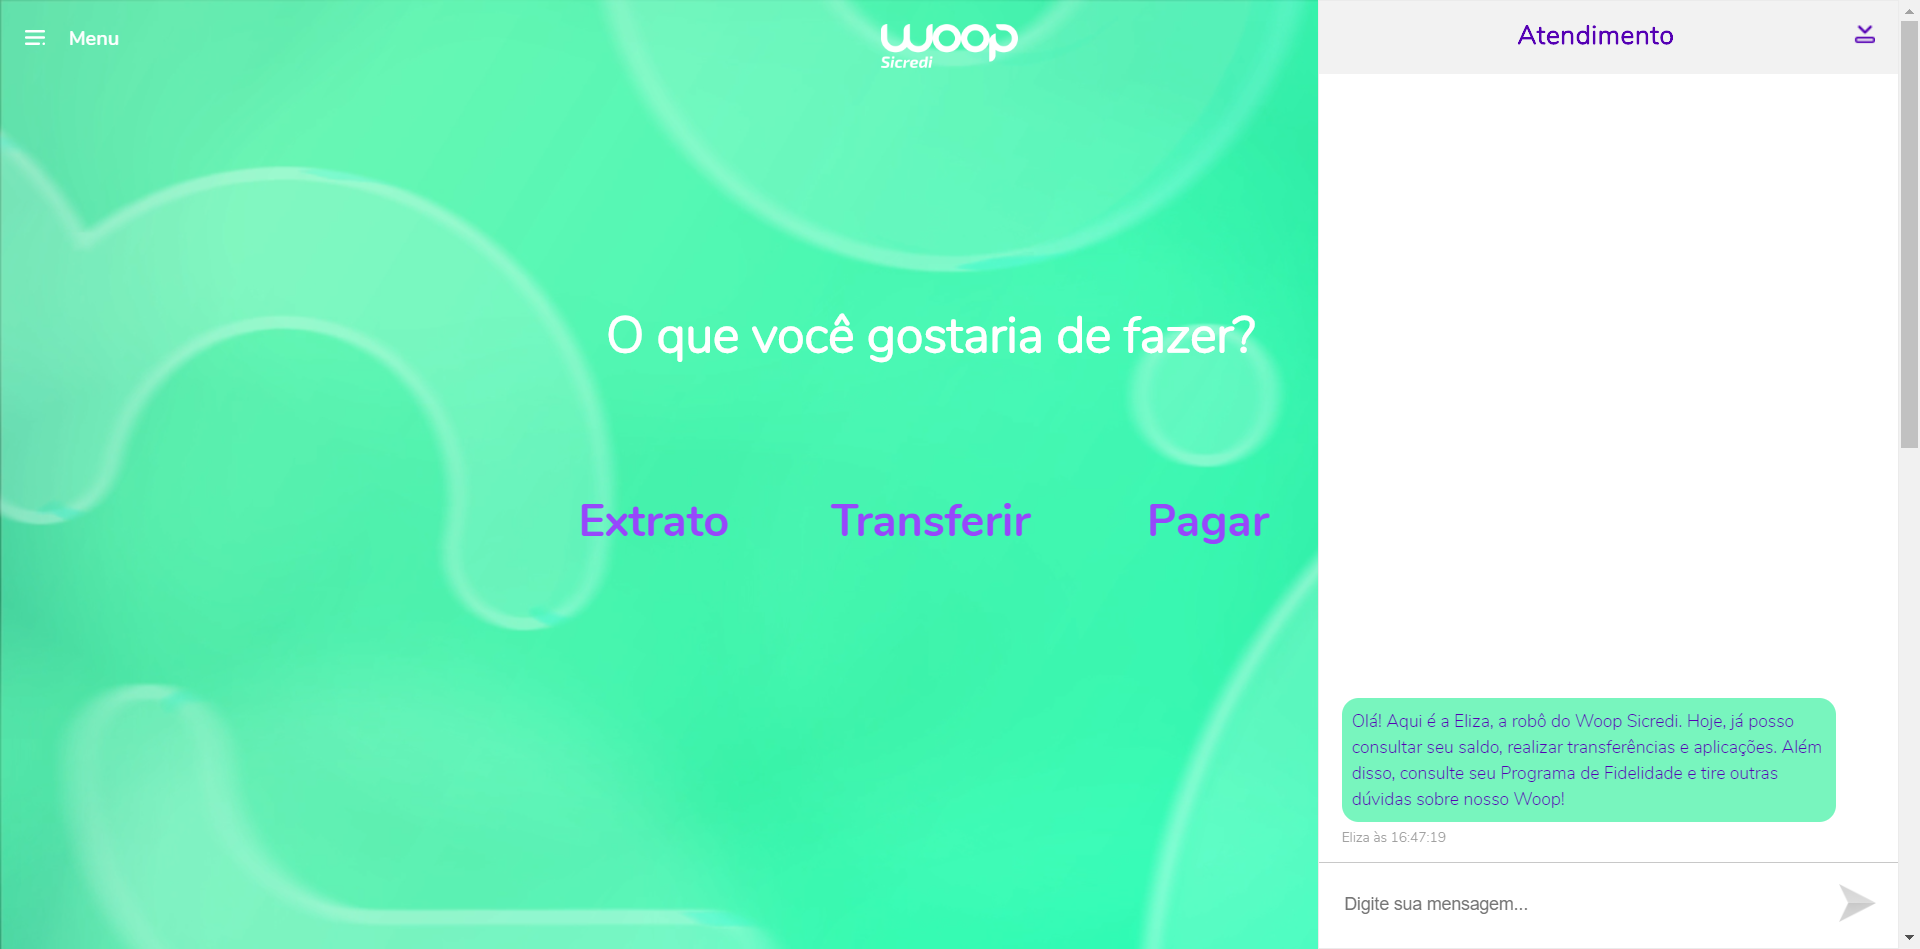 Menu
woop
Sicredi
O que você gostaria de fazer?
Extrato
Transferir
Pagar
Atendimento
Olá! Aqui é a Eliza, a robô do Woop Sicredi. Hoje, já posso
consultar seu saldo, realizar transferências e aplicações. Além
disso, consulte seu Programa de Fidelidade e tire outras
dúvidas sobre nosso Woop!
Eliza às 16:47:19
Digite sua mensagem...